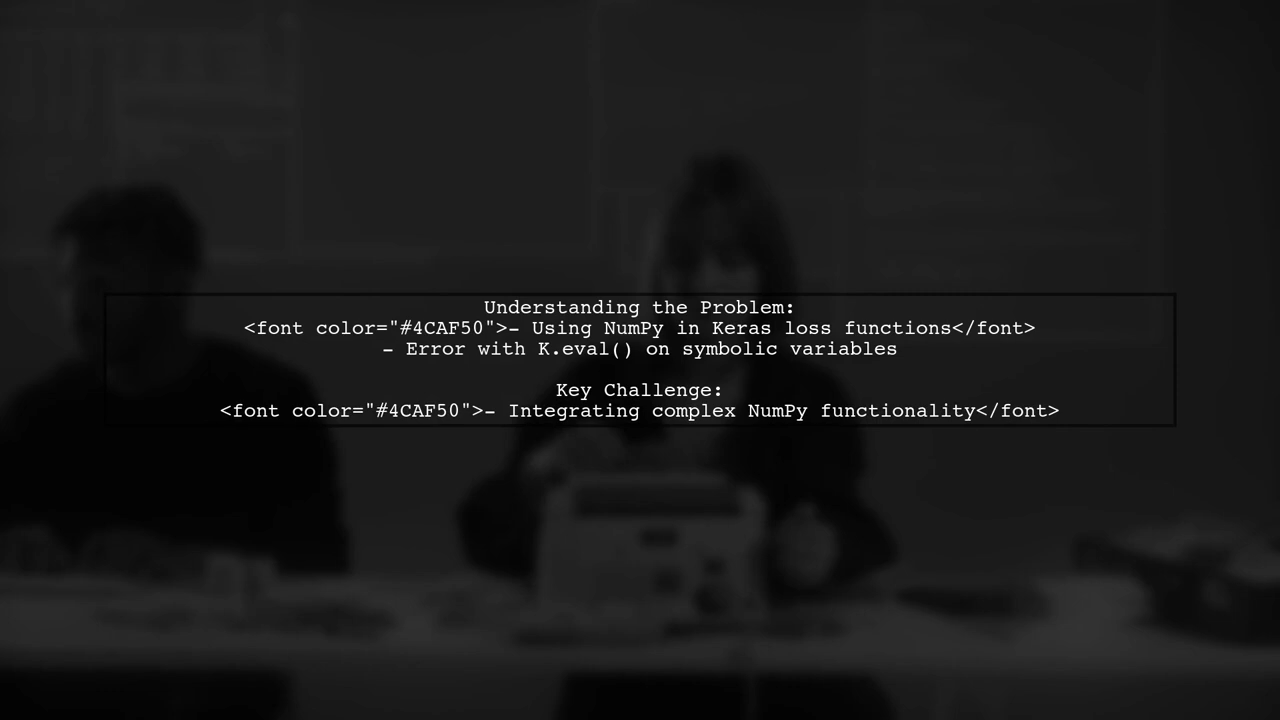 Understanding the Problem:
<font color="#4CAF50">- Using NumPy in Keras loss functions</font>
- Error with K.eval() on symbolic variables
Key Challenge:
<font color="#4CAF50">- Integrating complex NumPy functionality</font>